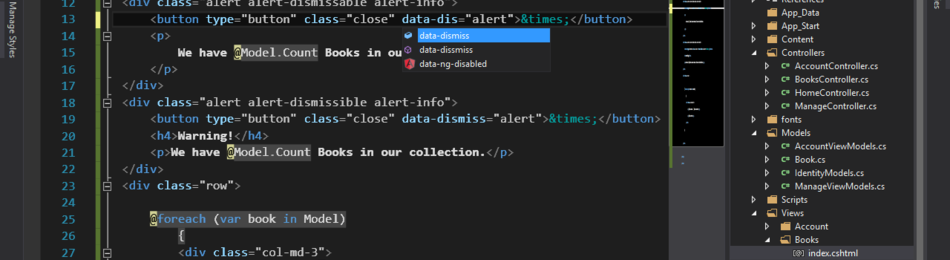 Manage Styles
12 <div class="alert alert-dismissable alert-info">
13 <button type="button" class="close" data-dis="alert">&times;</button>
14 <p>
data-dismiss
data-dissmiss
data-ng-disabled
15 We have @Model.Count Books in ou
16 </p>
17 </div>
18 <div class="alert alert-dismissible alert-info">
19 <button type="button" class="close" data-dismiss="alert">&times;</button>
20 <h4>Warning!</h4>
21 <p>We have @Model.Count Books in our collection.</p>
22 </div>
23 <div class="row">
24
25 @foreach (var book in Model)
26 {
27 <div class="col-md-3">
References
App_Data
App_Start
Content
Controllers
AccountController.cs
BooksController.cs
HomeController.cs
ManageController.cs
fonts
Models
AccountViewModels.cs
Book.cs
IdentityModels.cs
ManageViewModels.cs
Scripts
Views
Account
Books
index.cshtml